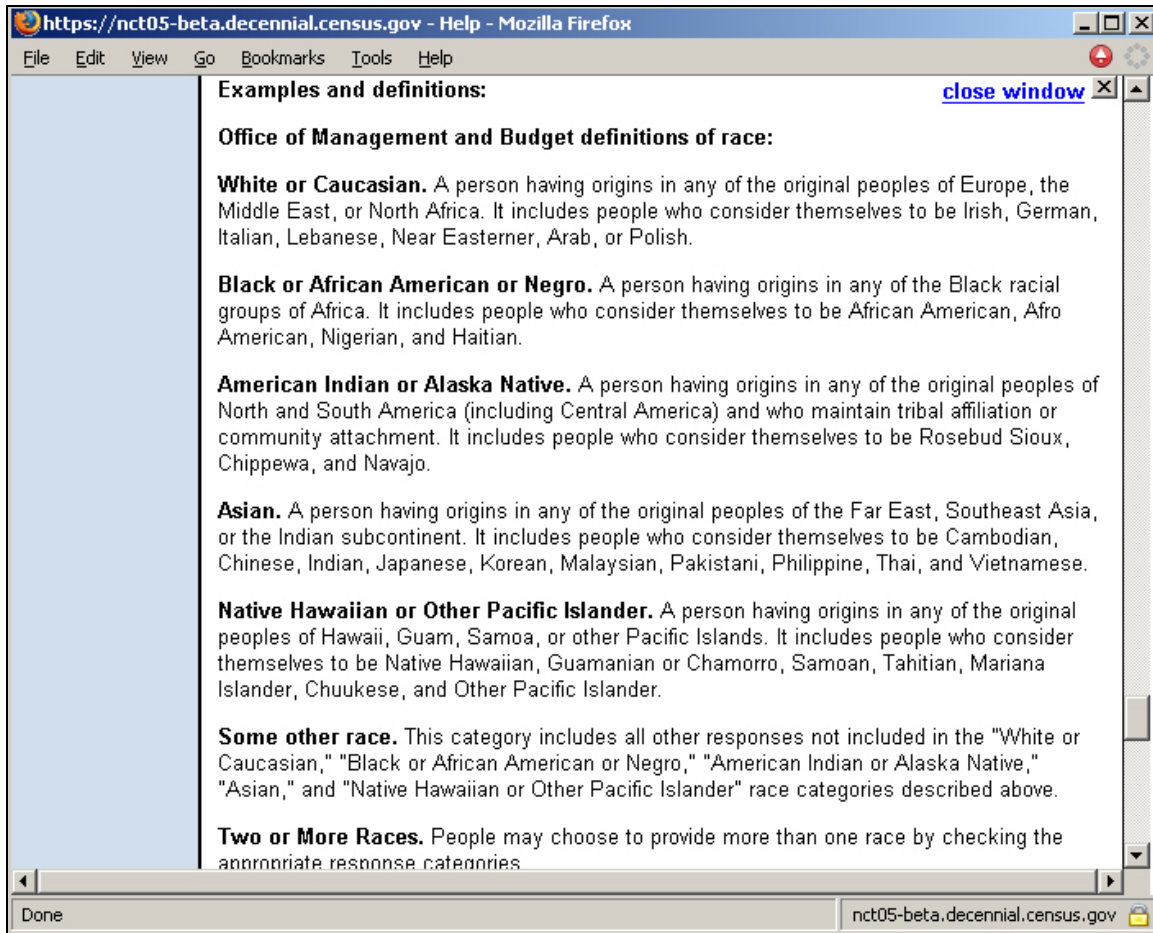 https://nct05-beta.decennial.census.gov - Help - Mozilla Firefox
File Edit View Go Bookmarks Tools Help
Examples and definitions: close window
Office of Management and Budget definitions of race:
White or Caucasian. A person having origins in any of the original peoples of Europe, the
Middle East, or North Africa. It includes people who consider themselves to be Irish, German,
Italian, Lebanese, Near Easterner, Arab, or Polish.
Black or African American or Negro. A person having origins in any of the Black racial
groups of Africa. It includes people who consider themselves to be African American, Afro
American, Nigerian, and Haitian.
American Indian or Alaska Native. A person having origins in any of the original peoples of
North and South America (including Central America) and who maintain tribal affiliation or
community attachment. It includes people who consider themselves to be Rosebud Sioux,
Chippewa, and Navajo.
Asian. A person having origins in any of the original peoples of the Far East, Southeast Asia,
or the Indian subcontinent. It includes people who consider themselves to be Cambodian,
Chinese, Indian, Japanese, Korean, Malaysian, Pakistani, Philippine, Thai, and Vietnamese.
Native Hawaiian or Other Pacific Islander. A person having origins in any of the original
peoples of Hawaii, Guam, Samoa, or other Pacific Islands. It includes people who consider
themselves to be Native Hawaiian, Guamanian or Chamorro, Samoan, Tahitian, Mariana
Islander, Chuukese, and Other Pacific Islander.
Some other race. This category includes all other responses not included in the "White or
Caucasian," "Black or African American or Negro," "American Indian or Alaska Native,"
"Asian," and "Native Hawaiian or Other Pacific Islander" race categories described above.
Two or More Races. People may choose to provide more than one race by checking the
appropriate response categories
Done nct05-beta.decennial.census.gov